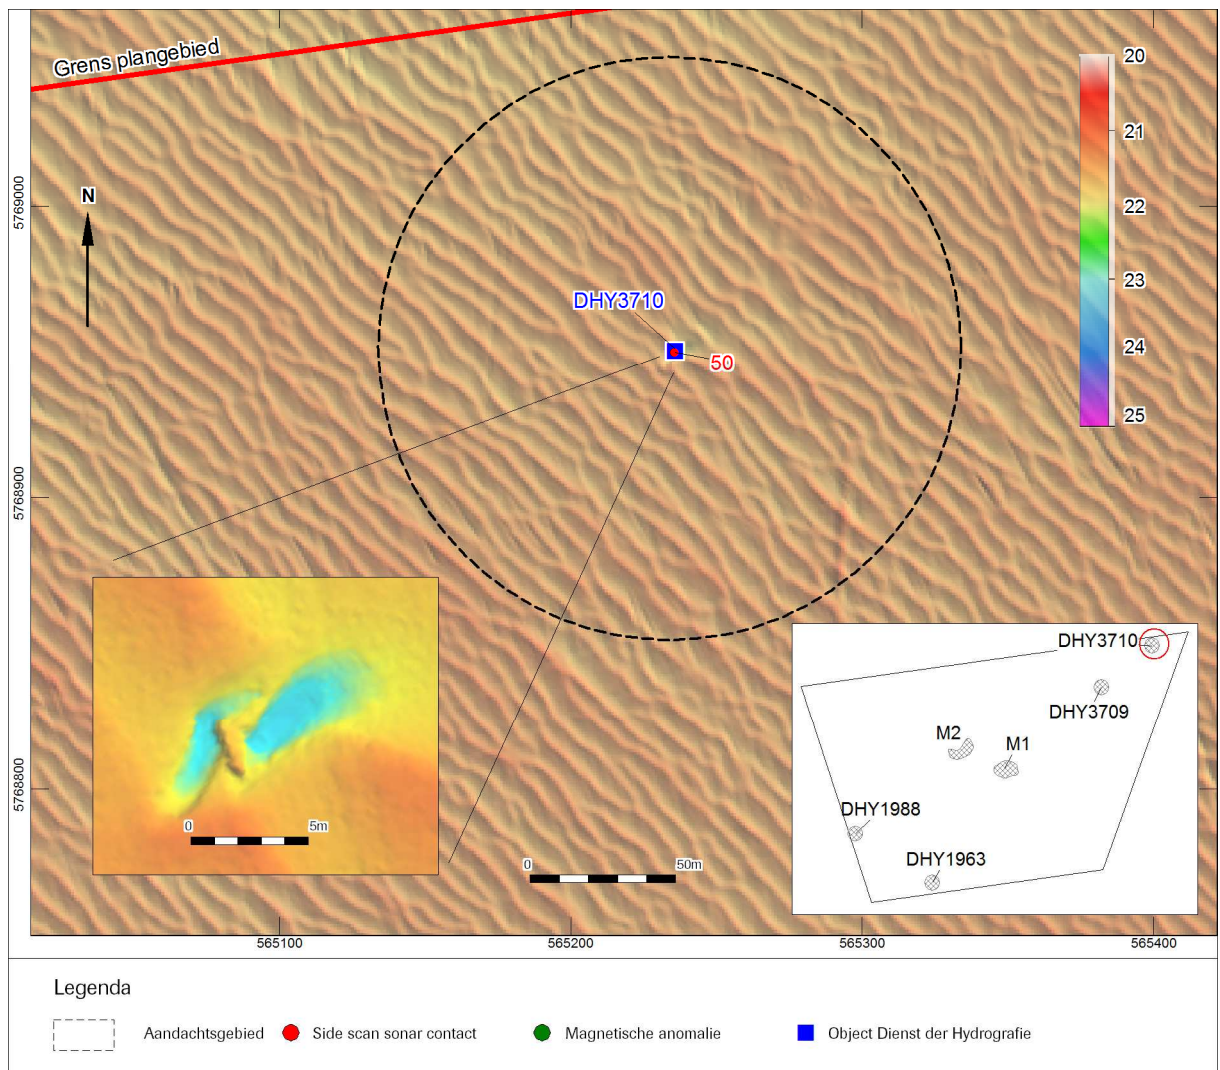 Grens plangebied
20
21
22
23
24
25
N
5769000
5768900
5768800
DHY3710
50
0 5m
0 50m
DHY3710
DHY3709
M2
M1
DHY1988
DHY1963
565100 565200 565300 565400
Legenda
Aandachtsgebied Side scan sonar contact Magnetische anomalie Object Dienst der Hydrografie